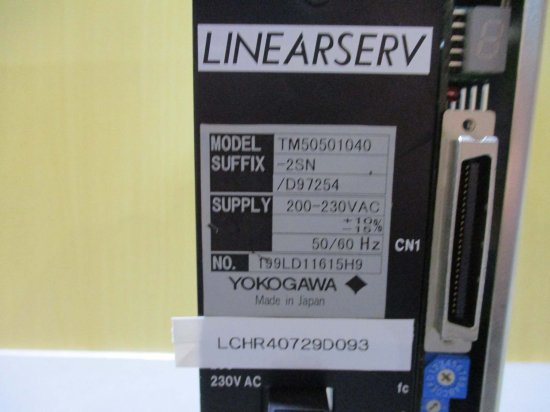 LINEARSERV
MODEL TM50501040
SUFFIX -2SN
/D97254
SUPPLY 200-230VAC
+10%
-15%
50/60 Hz
NO. 199LD11615H9
YOKOGAWA
Made in Japan
CN1
LCHR40729D093
230V AC
fc